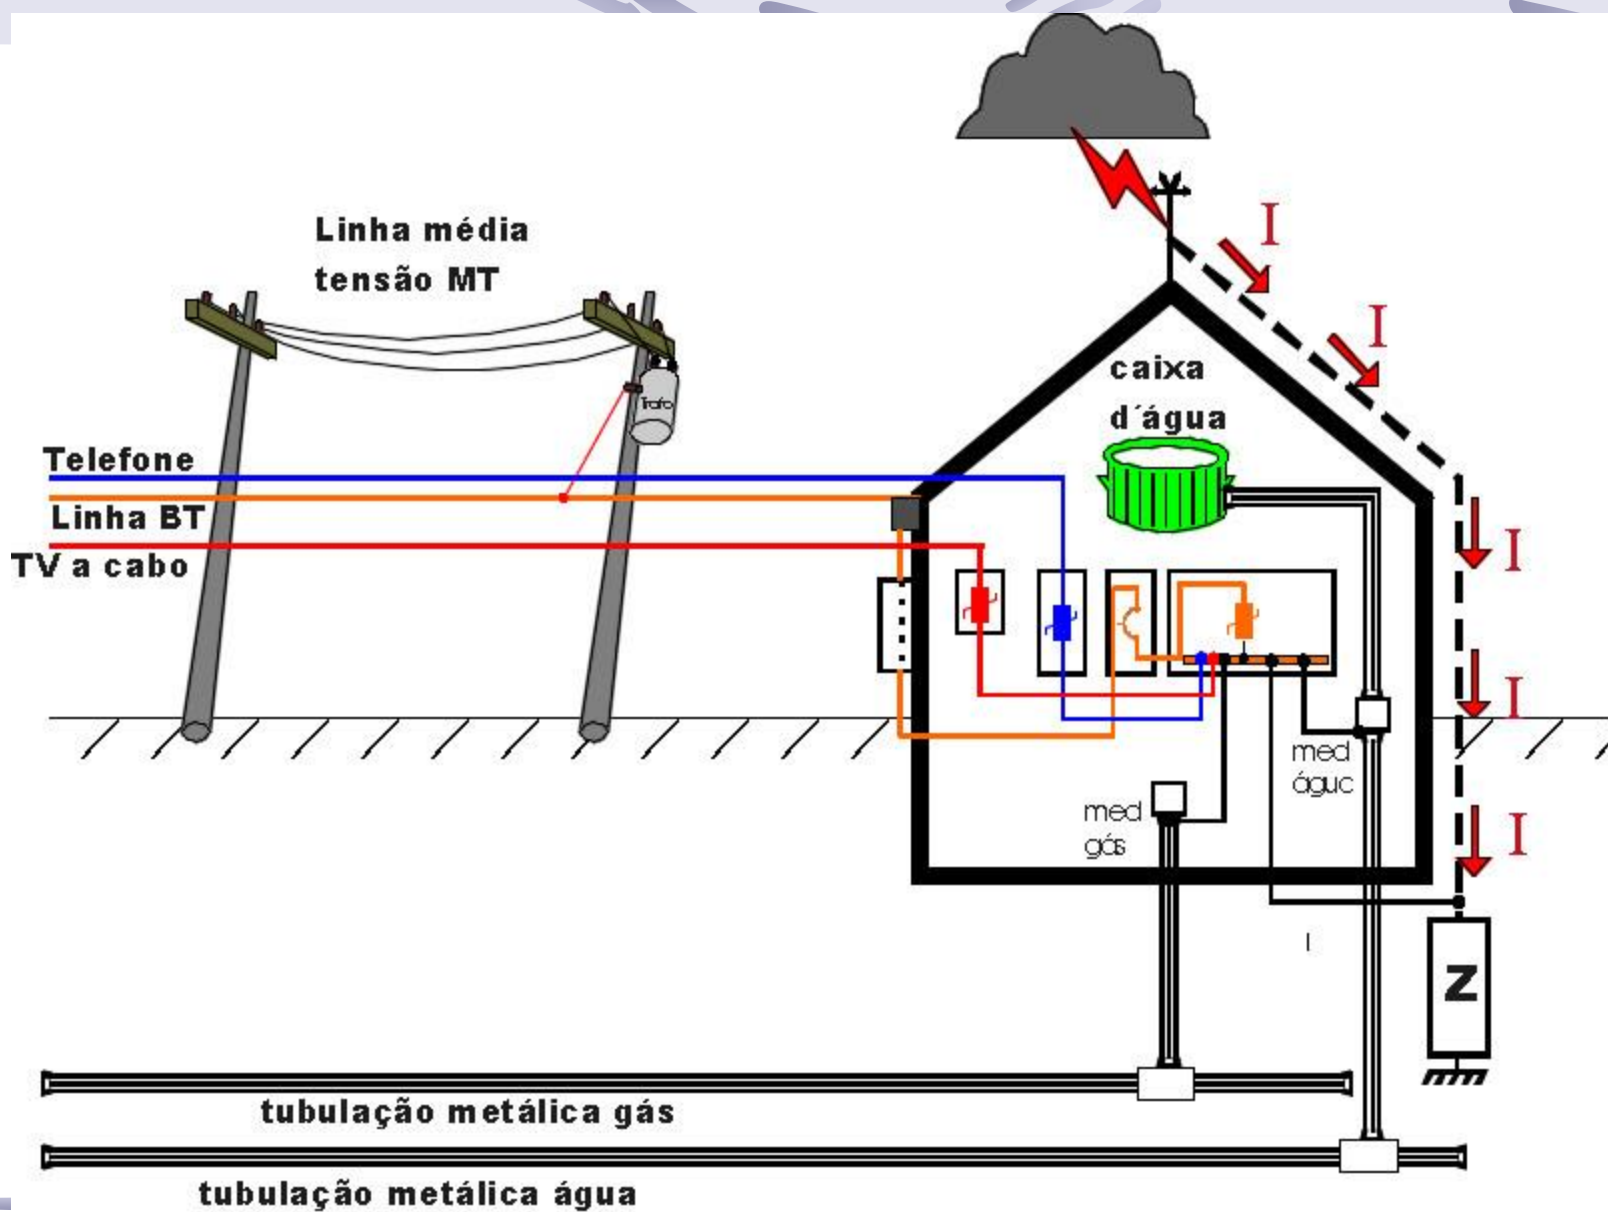 Linha média
tensão MT
I
I
caixa
d´água
Trafo
Telefone
Linha BT
TV a cabo
I
I
med
águc
med
gás
I
I
Z
tubulação metálica gás
tubulação metálica água